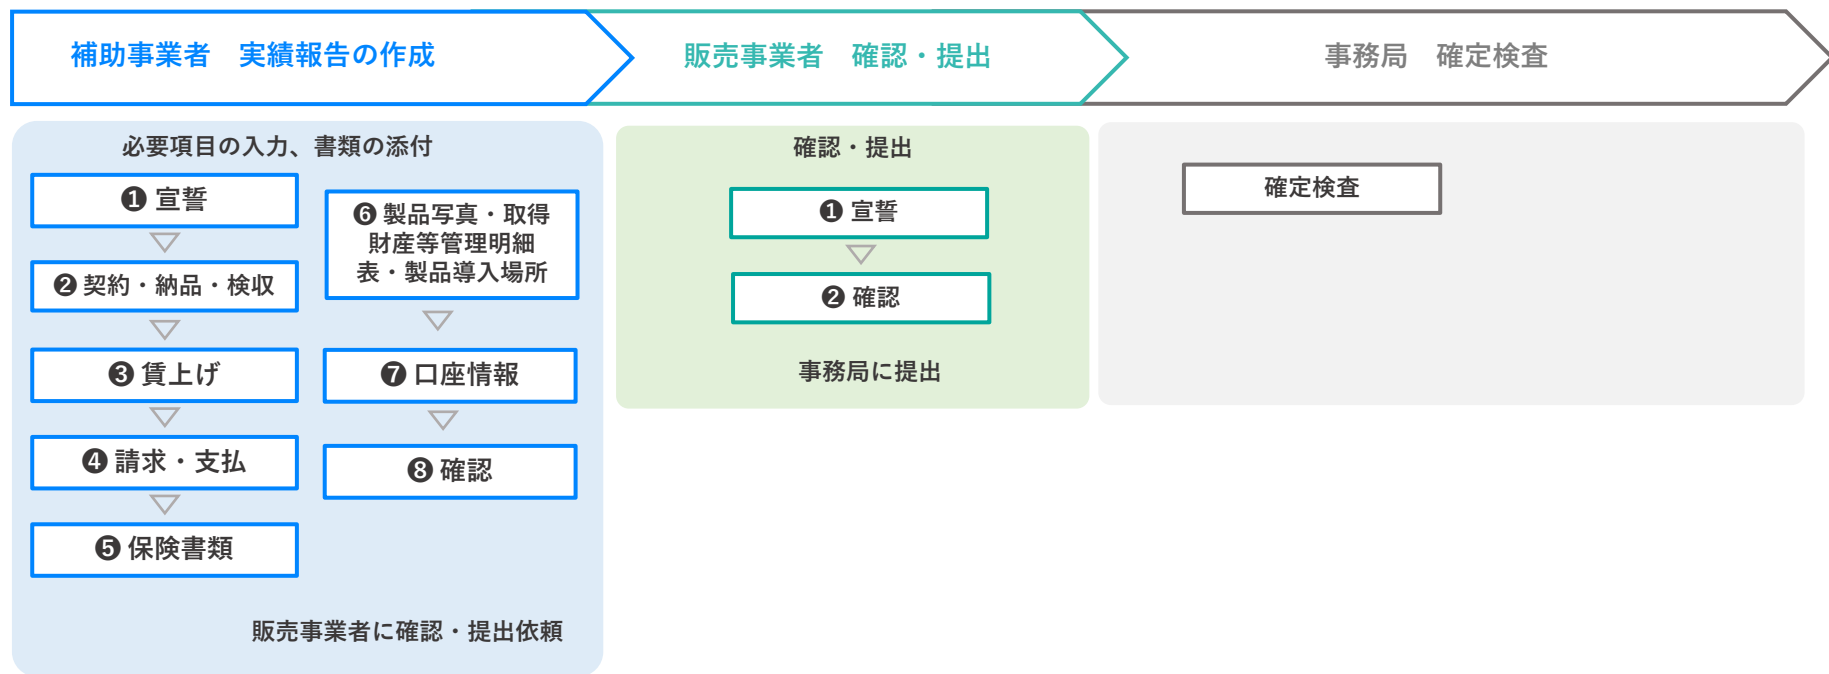 補助事業者　実績報告の作成
販売事業者　確認・提出
事務局　確定検査
必要項目の入力、書類の添付
❶ 宣誓
❷ 契約・納品・検収
❸ 賃上げ
❹ 請求・支払
❺ 保険書類
❻ 製品写真・取得
財産等管理明細
表・製品導入場所
❼ 口座情報
❽ 確認
販売事業者に確認・提出依頼
確認・提出
❶ 宣誓
❷ 確認
事務局に提出
確定検査